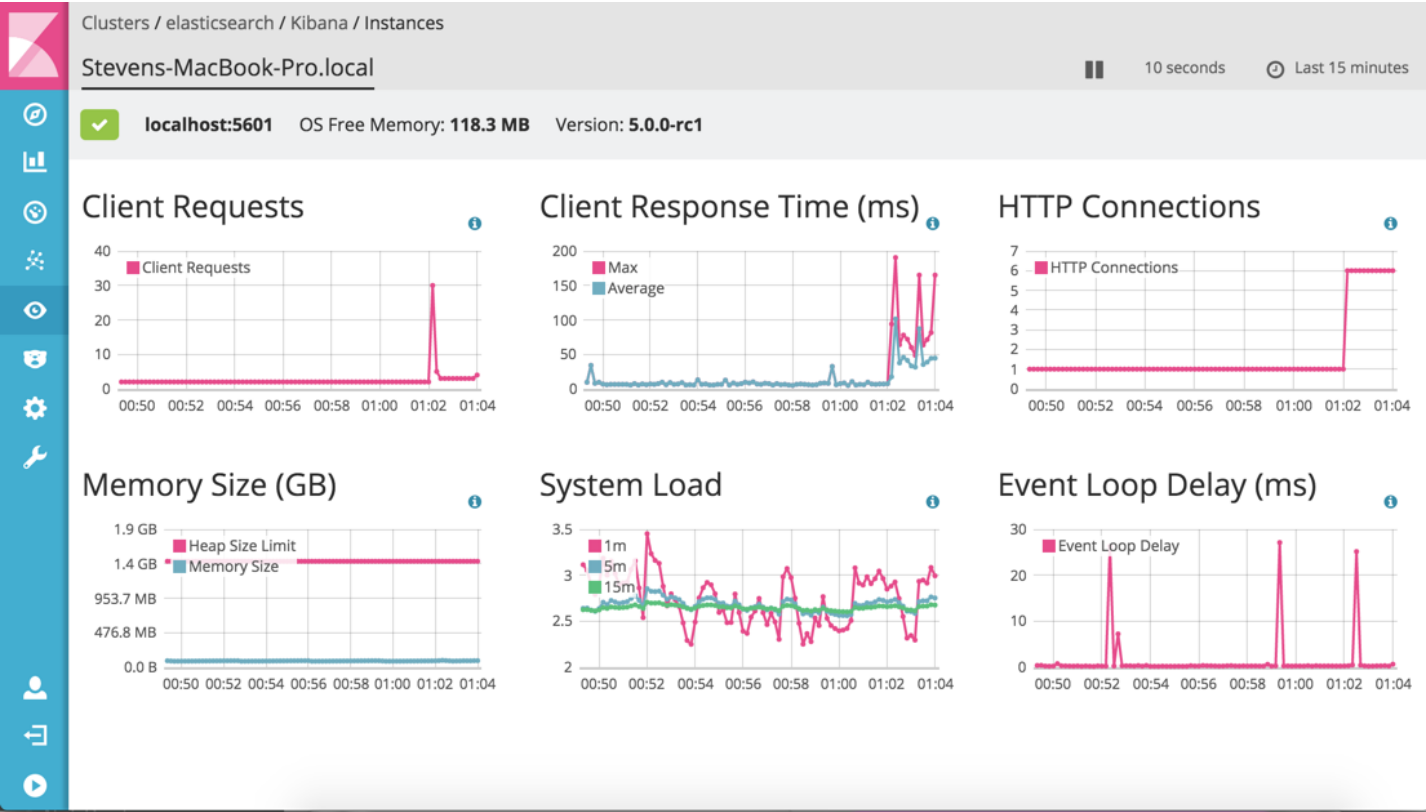 Clusters / elasticsearch / Kibana / Instances
Stevens-MacBook-Pro.local
10 seconds
Last 15 minutes
localhost:5601 OS Free Memory: 118.3 MB Version: 5.0.0-rc1
Client Requests
40
30
20
10
0
Client Requests
00:50 00:52 00:54 00:56 00:58 01:00 01:02 01:04
Client Response Time (ms)
200
150
100
50
0
Max
Average
00:50 00:52 00:54 00:56 00:58 01:00 01:02 01:04
HTTP Connections
7
6
5
4
3
2
1
0
HTTP Connections
00:50 00:52 00:54 00:56 00:58 01:00 01:02 01:04
Memory Size (GB)
1.9 GB
1.4 GB
953.7 MB
476.8 MB
0.0 B
Heap Size Limit
Memory Size
00:50 00:52 00:54 00:56 00:58 01:00 01:02 01:04
System Load
3.5
3
2.5
2
1m
5m
15m
00:50 00:52 00:54 00:56 00:58 01:00 01:02 01:04
Event Loop Delay (ms)
30
20
10
0
Event Loop Delay
00:50 00:52 00:54 00:56 00:58 01:00 01:02 01:04